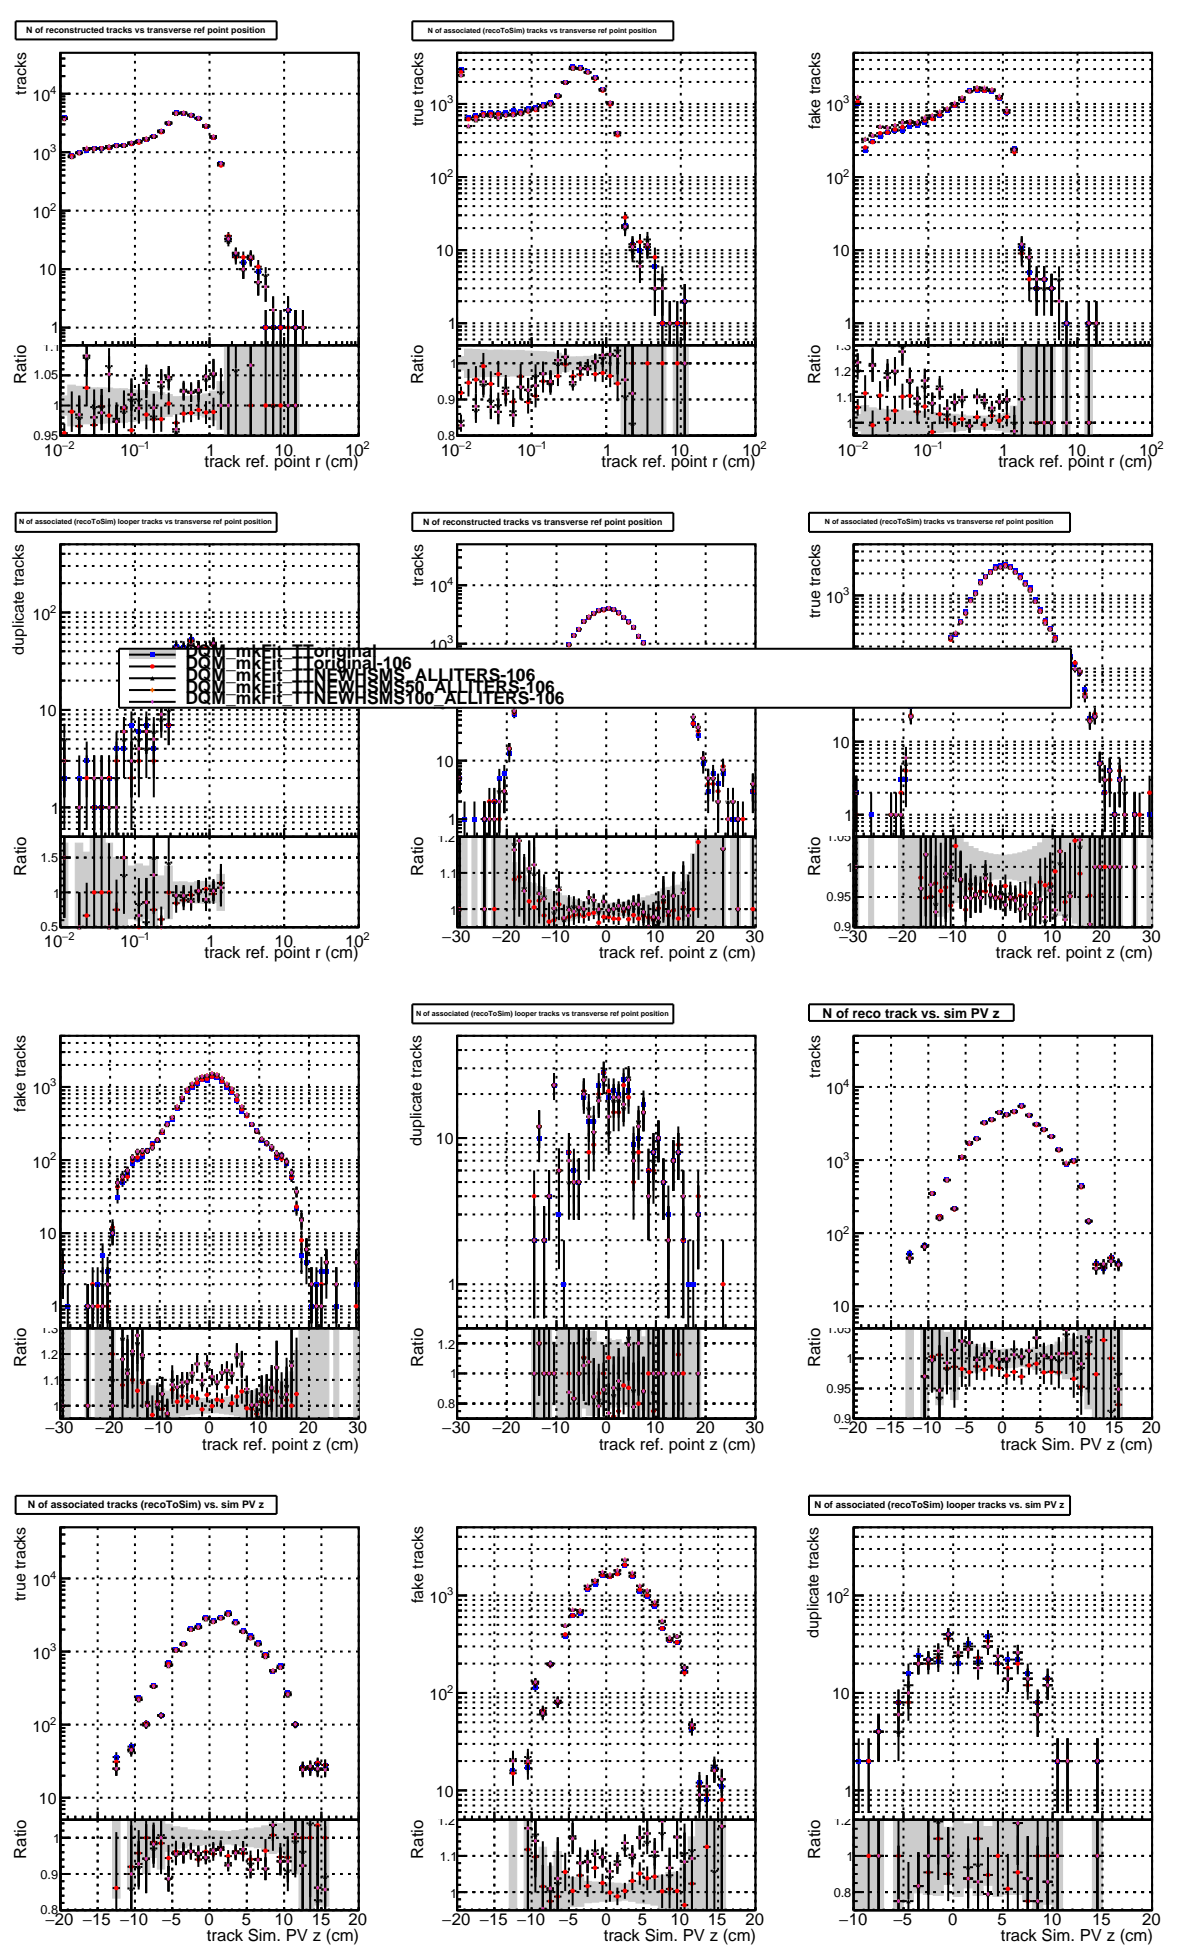 N of reconstructed tracks vs transverse ref point position
N of associated (recoToSim) tracks vs transverse ref point position
tracks
true tracks
fake tracks
Ratio
Ratio
Ratio
track ref. point r (cm)
track ref. point r (cm)
track ref. point r (cm)
N of associated (recoToSim) looper tracks vs transverse ref point position
N of reconstructed tracks vs transverse ref point position
N of associated (recoToSim) tracks vs transverse ref point position
duplicate tracks
tracks
true tracks
DQM_mkFit_TToriginal
DQM_mkFit_TToriginal-106
DQM_mkFit_TTNEWHSMS_ALLITERS-106
DQM_mkFit_TTNEWHSMS50_ALLITERS-106
DQM_mkFit_TTNEWHSMS100_ALLITERS-106
Ratio
Ratio
Ratio
track ref. point r (cm)
track ref. point z (cm)
track ref. point z (cm)
N of associated (recoToSim) looper tracks vs transverse ref point position
N of reco track vs. sim PV z
fake tracks
duplicate tracks
tracks
Ratio
Ratio
Ratio
track ref. point z (cm)
track ref. point z (cm)
track Sim. PV z (cm)
N of associated tracks (recoToSim) vs. sim PV z
N of associated (recoToSim) looper tracks vs. sim PV z
true tracks
fake tracks
duplicate tracks
Ratio
Ratio
Ratio
track Sim. PV z (cm)
track Sim. PV z (cm)
track Sim. PV z (cm)